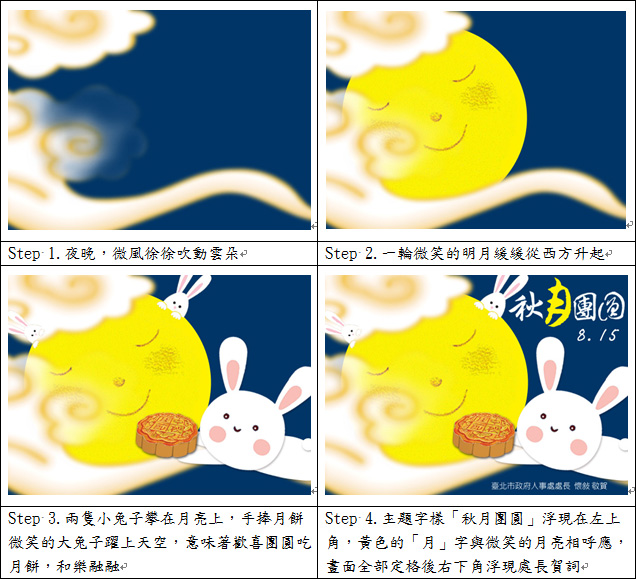 Step 1.夜晚，微風徐徐吹動雲朵
Step 2.一輪微笑的明月緩緩從西方升起
秋月團圓
8.15
臺北市政府人事處處長 懷敍 敬賀
Step 3.兩隻小兔子攀在月亮上，手捧月餅
微笑的大兔子躍上天空，意味著歡喜團圓吃
月餅，和樂融融
Step 4.主題字樣「秋月團圓」浮現在左上
角，黃色的「月」字與微笑的月亮相呼應，
畫面全部定格後右下角浮現處長賀詞